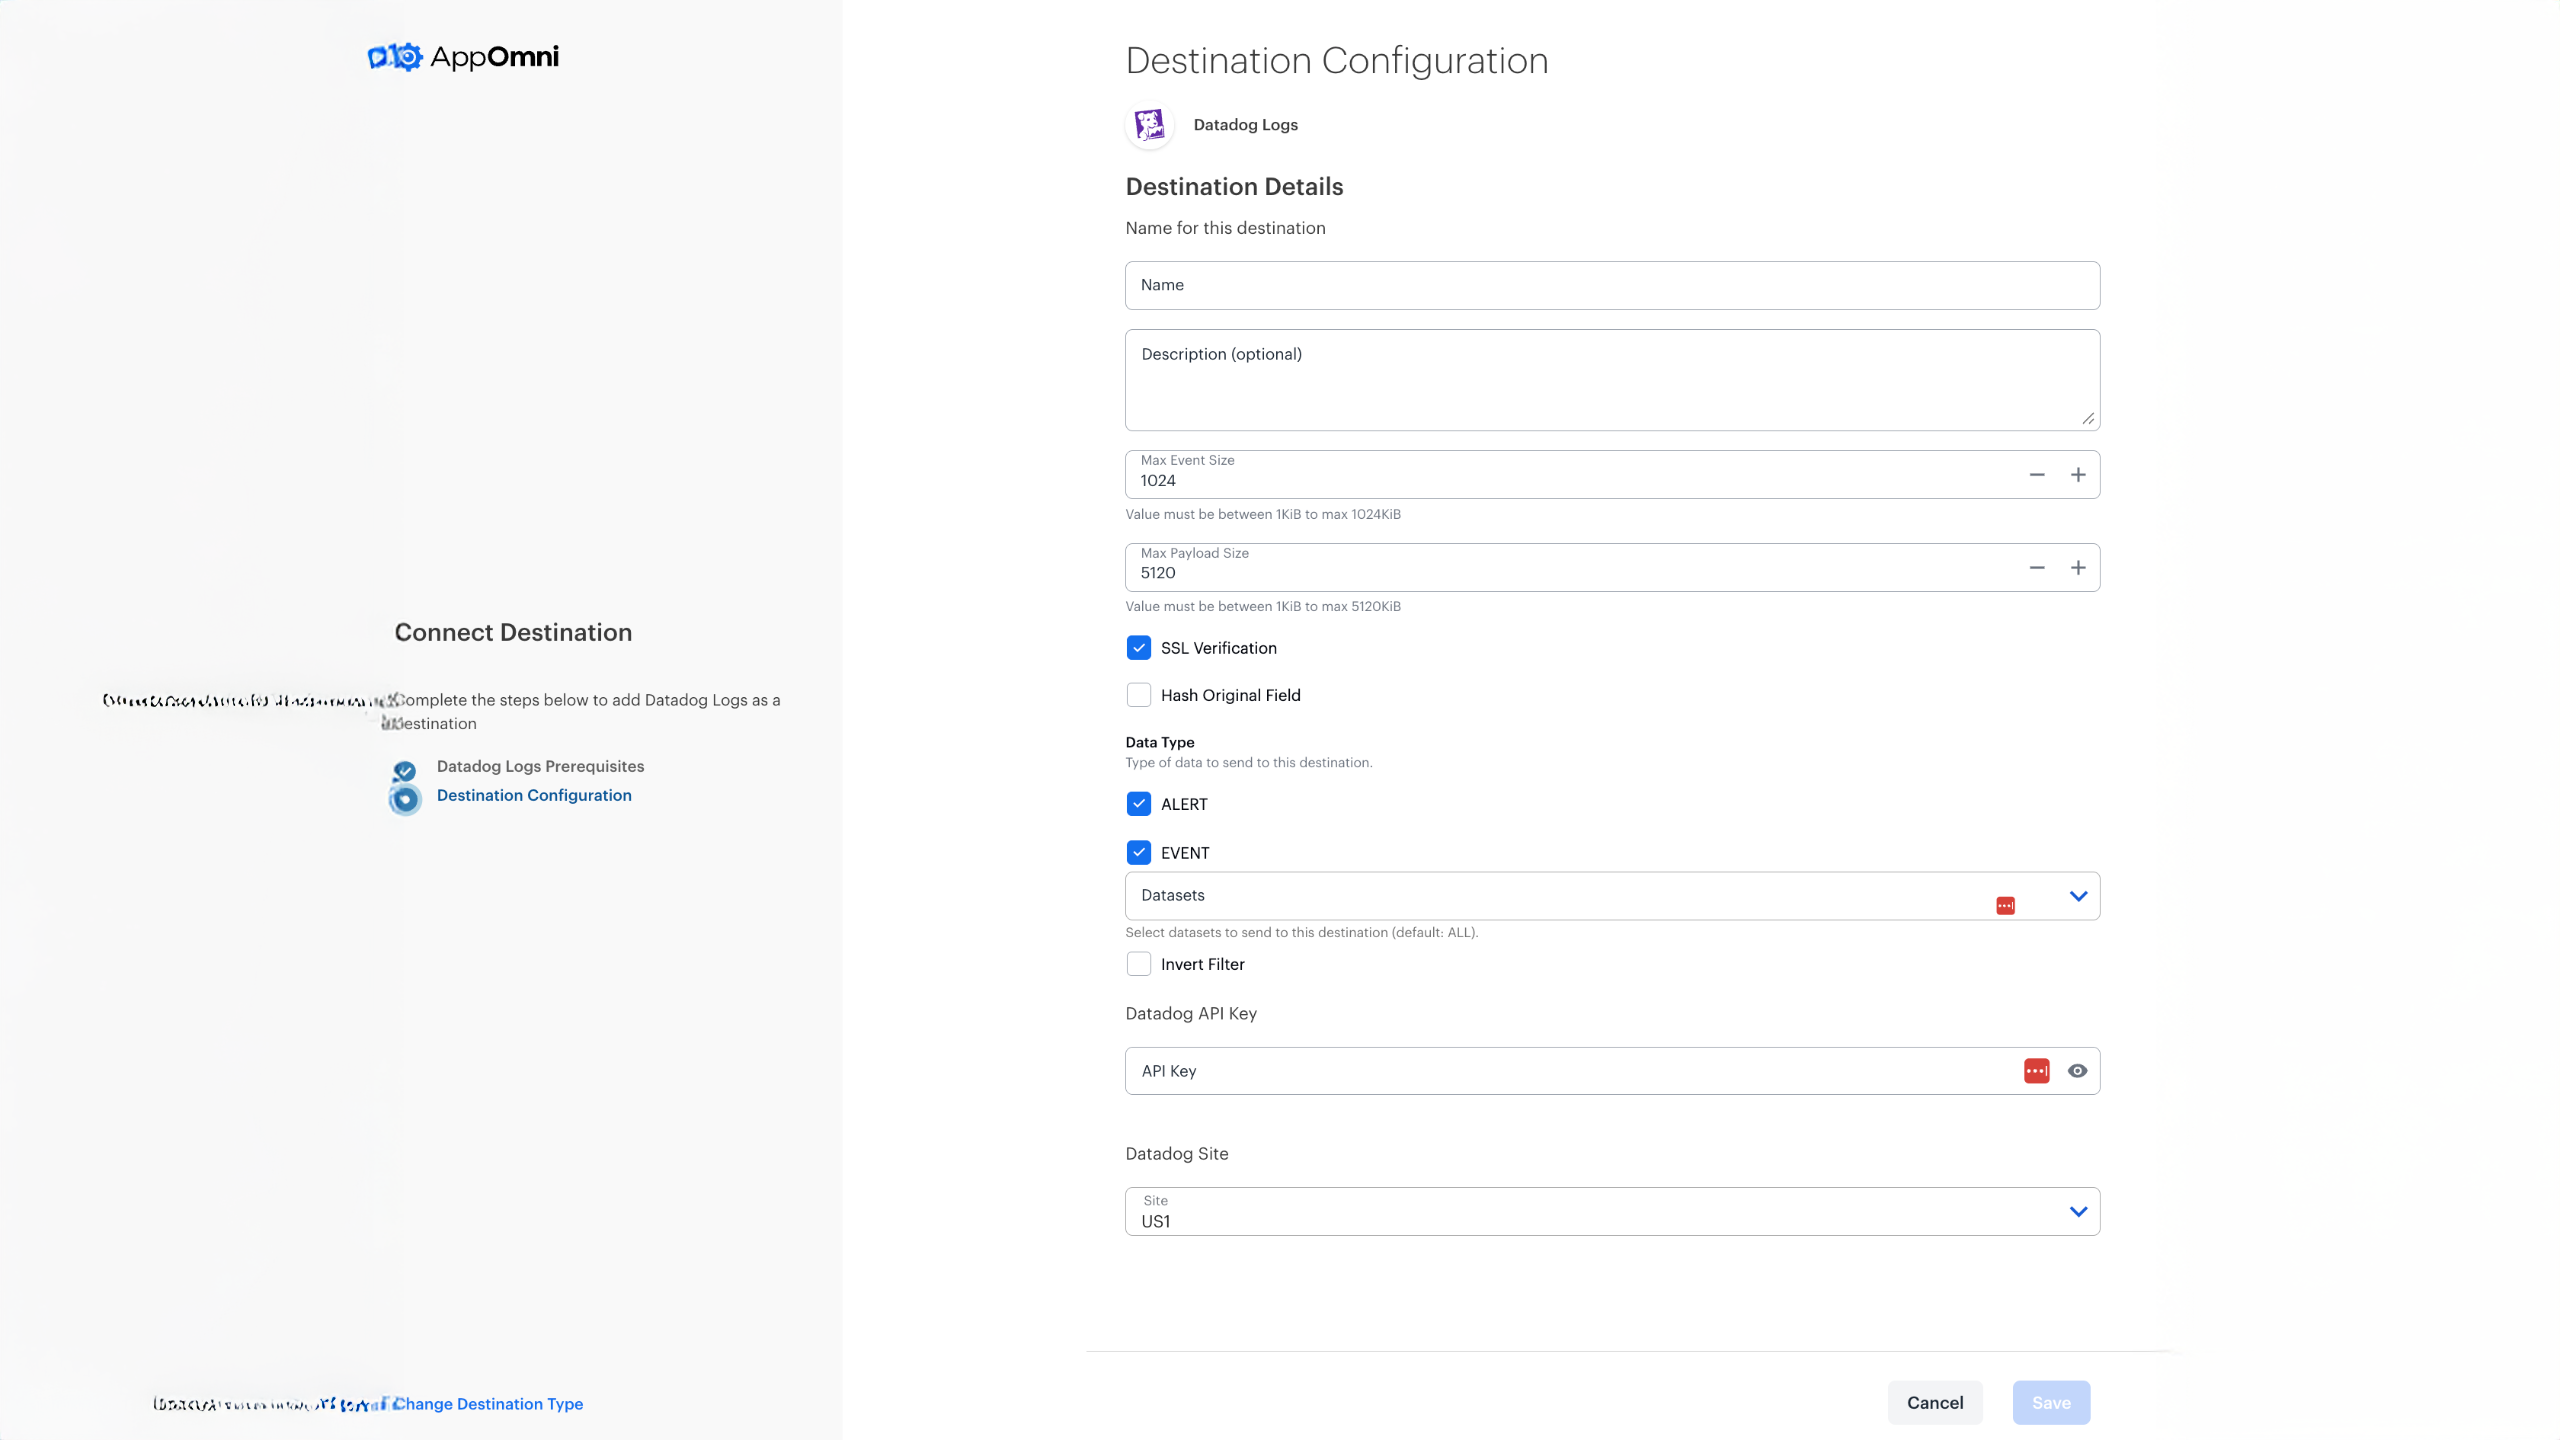 AppOmni
Connect Destination
Complete the steps below to add Datadog Logs as a
destination
Datadog Logs Prerequisites
Destination Configuration
Change Destination Type
Destination Configuration
Datadog Logs
Destination Details
Name for this destination
Name
Description (optional)
Max Event Size
1024
Value must be between 1KiB to max 1024KiB
Max Payload Size
5120
Value must be between 1KiB to max 5120KiB
SSL Verification
Hash Original Field
Data Type
Type of data to send to this destination.
ALERT
EVENT
Datasets
Select datasets to send to this destination (default: ALL).
Invert Filter
Datadog API Key
API Key
Datadog Site
Site
US1
Cancel
Save